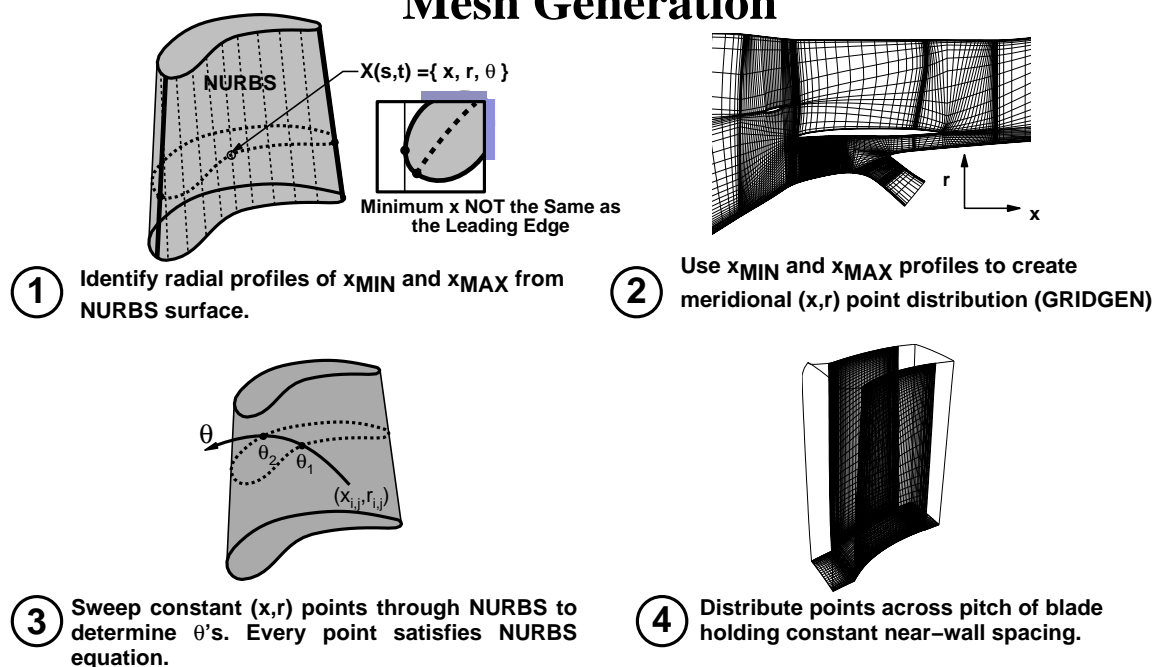 Mesh Generation
NURBS
X(s,t) ={ x, r, θ }
Minimum x NOT the Same as
the Leading Edge
r
x
1
Identify radial profiles of xMIN and xMAX from
NURBS surface.
2
Use xMIN and xMAX profiles to create
meridional (x,r) point distribution (GRIDGEN)
θ
θ2
θ1
(xi,j,ri,j)
3
Sweep constant (x,r) points through NURBS to
determine θ's. Every point satisfies NURBS
equation.
4
Distribute points across pitch of blade
holding constant near−wall spacing.